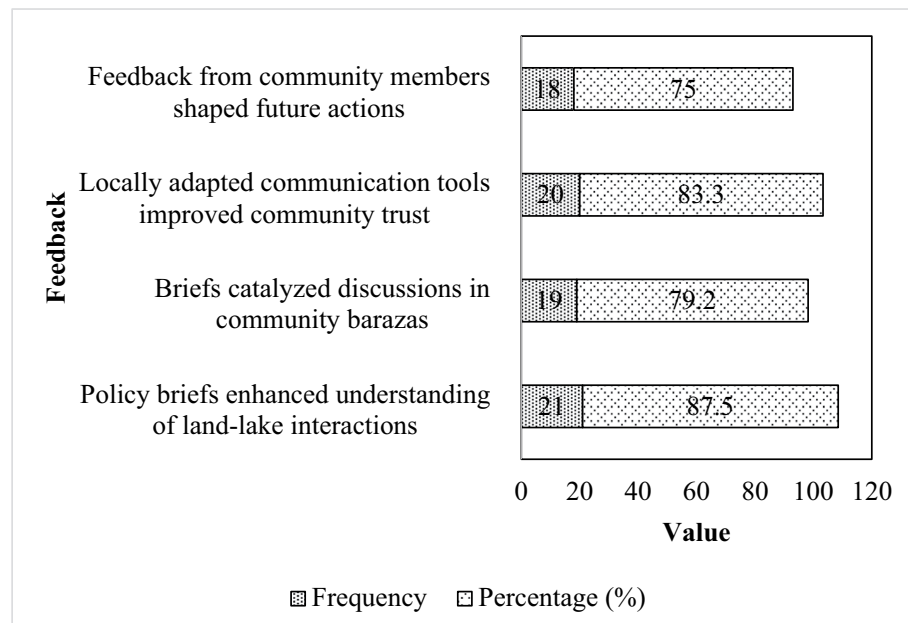 Feedback
Feedback from community members
shaped future actions
18 75
Locally adapted communication tools
improved community trust
20 83.3
Briefs catalyzed discussions in
community barazas
19 79.2
Policy briefs enhanced understanding
of land-lake interactions
21 87.5
0 20 40 60 80 100 120
Value
Frequency Percentage (%)